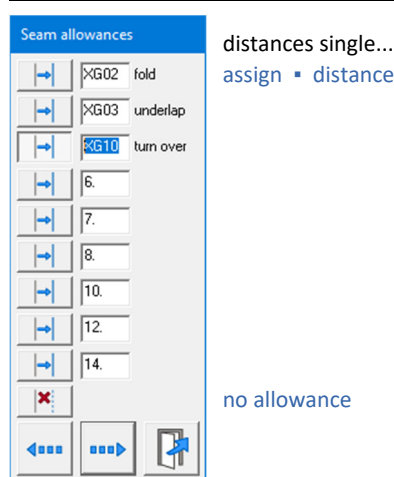 Seam allowances
distances single...
XG02 fold
assign ▪ distance
XG03 underlap
XG10 turn over
6.
7.
8.
10.
12.
14.
no allowance